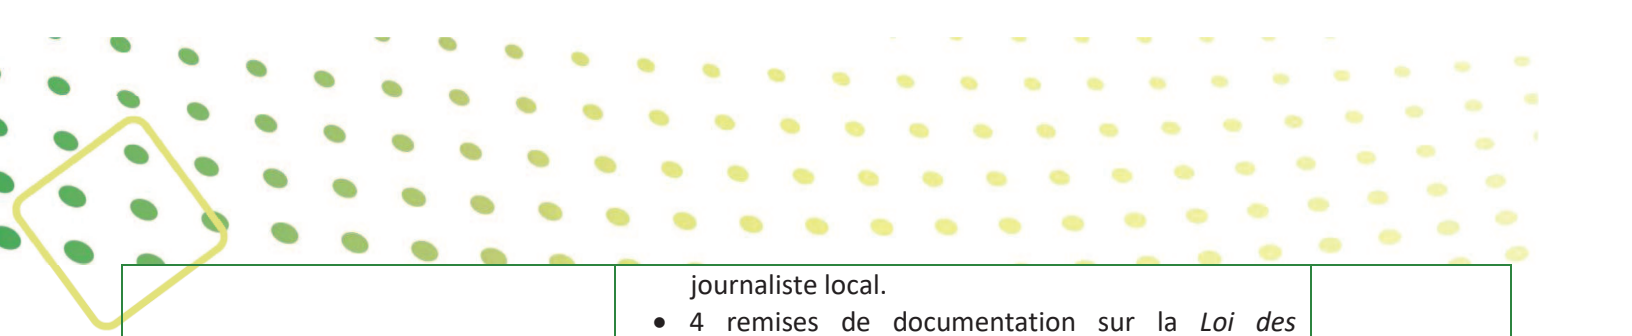 journaliste local.
• 4 remises de documentation sur la Loi des